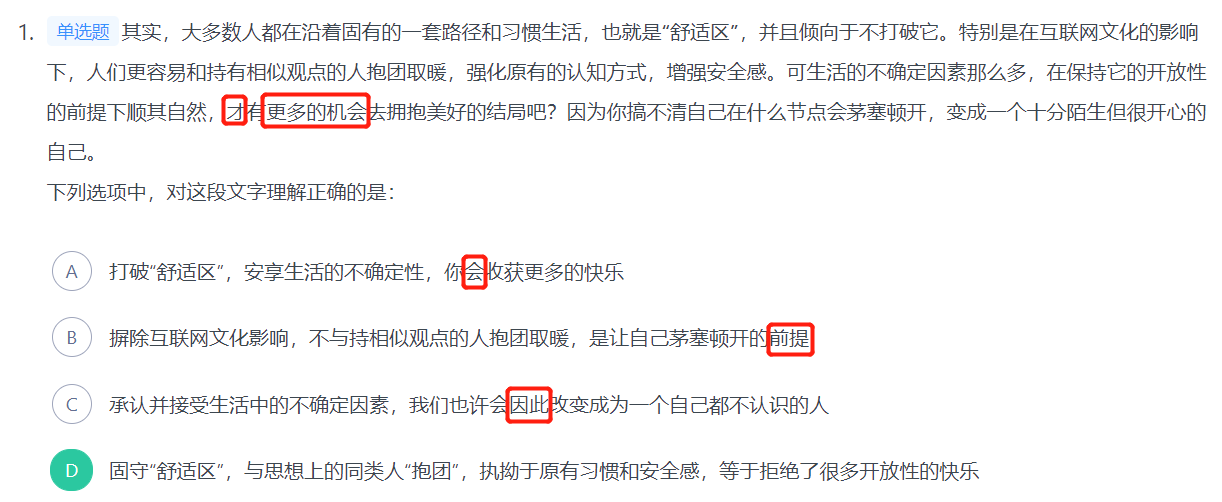 1. 单选题 其实，大多数人都在沿着固有的一套路径和习惯生活，也就是“舒适区”，并且倾向于不打破它。特别是在互联网文化的影响
下，人们更容易和持有相似观点的人抱团取暖，强化原有的认知方式，增强安全感。可生活的不确定因素那么多，在保持它的开放性
的前提下顺其自然，才有更多的机会去拥抱美好的结局吧？因为你搞不清自己在什么节点会茅塞顿开，变成一个十分陌生但很开心的
自己。
下列选项中，对这段文字理解正确的是：
A 打破“舒适区”，安享生活的不确定性，你会收获更多的快乐
B 摒除互联网文化影响，不与持相似观点的人抱团取暖，是让自己茅塞顿开的前提
C 承认并接受生活中的不确定因素，我们也许会因此改变成为一个自己都不认识的人
D 固守“舒适区”，与思想上的同类人“抱团”，执拗于原有习惯和安全感，等于拒绝了很多开放性的快乐